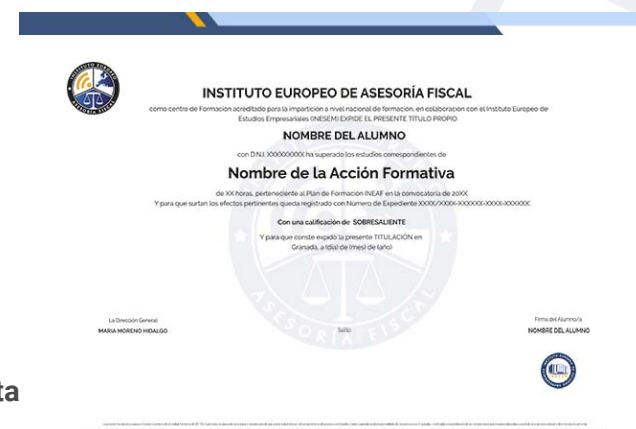 INSTITUTO EUROPEO DE ASESORÍA FISCAL
como centro de Formación acreditado para la impartición a nivel nacional de formación, en colaboración con el Instituto Europeo de
Estudios Empresariales (INESEM) EXPIDE EL PRESENTE TÍTULO PROPIO
NOMBRE DEL ALUMNO
con D.N.I. XXXXXXXXX ha superado los estudios correspondientes de
Nombre de la Acción Formativa
de XX horas, perteneciente al Plan de Formación INEAF en la convocatoria de 20XX
Y para que surtan los efectos pertinentes queda registrado con Número de Expediente XXXX/XXXX-XXXXXX-XXXX-XXXXXX
Con una calificación de SOBRESALIENTE
Y para que conste expido la presente TITULACIÓN en
Granada, a (día) de (mes) de (año)
ASESORÍA FISCAL
La Dirección General
Sello
Firma del Alumno/a
MARIA MORENO HIDALGO
NOMBRE DEL ALUMNO
ta